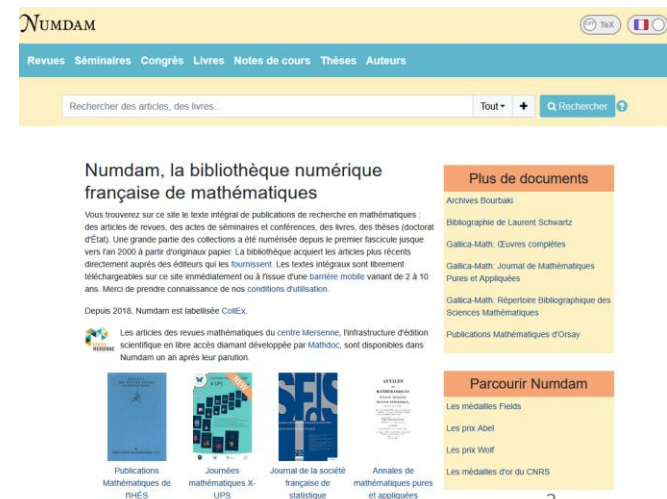 NUMDAM
TeX
Revues Séminaires Congrès Livres Notes de cours Thèses Auteurs
Rechercher des articles, des livres...
Tout
+
Rechercher
?
Numdam, la bibliothèque numérique
française de mathématiques
Vous trouverez sur ce site le texte intégral de publications de recherche en mathématiques :
des articles de revues, des actes de séminaires et conférences, des livres, des thèses (doctorat
d'État). Une grande partie des collections a été numérisée depuis le premier fascicule jusque
vers l'an 2000 à partir d'originaux papier. La bibliothèque acquiert les articles plus récents
directement auprès des éditeurs qui les fournissent. Les textes intégraux sont librement
téléchargeables sur ce site immédiatement ou à l'issue d'une barrière mobile variant de 2 à 10
ans. Merci de prendre connaissance de nos conditions d'utilisation.
Depuis 2018, Numdam est labellisée CollEx.
CENTRE
MERSENNE
Les articles des revues mathématiques du centre Mersenne, l'infrastructure d'édition
scientifique en libre accès diamant développée par Mathdoc, sont disponibles dans
Numdam un an après leur parution.
X-UPS
NEW
SFdS
ANNALES
Publications
Mathématiques de
l'IHÉS
Journées
mathématiques X-
UPS
Journal de la société
française de
statistique
Annales de
mathématiques pures
et appliquées
Plus de documents
Archives Bourbaki
Bibliographie de Laurent Schwartz
Gallica-Math: Œuvres complètes
Gallica-Math: Journal de Mathématiques
Pures et Appliquées
Gallica-Math: Répertoire Bibliographique des
Sciences Mathématiques
Publications Mathématiques d'Orsay
Parcourir Numdam
Les médailles Fields
Les prix Abel
Les prix Wolf
Les médailles d'or du CNRS